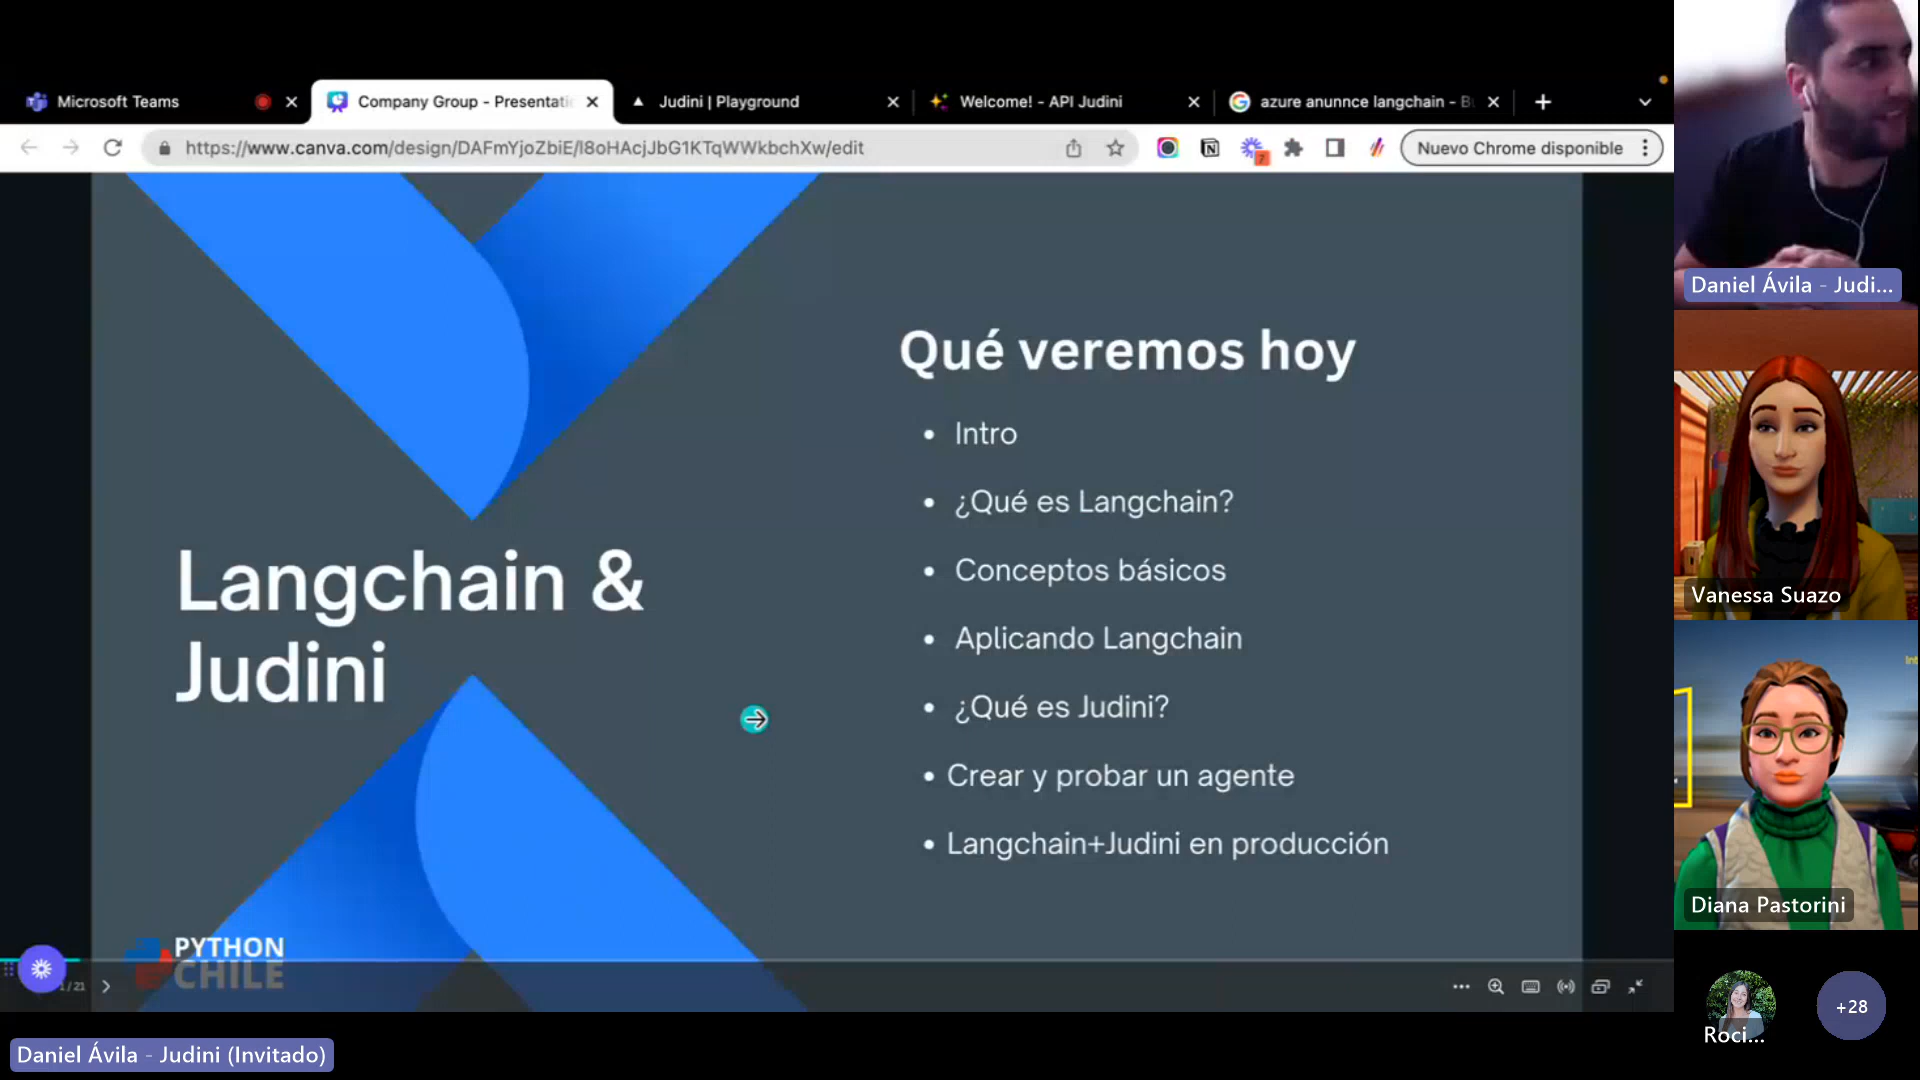 Microsoft Teams
Company Group - Presentati
Judini | Playground
Welcome! - API Judini
azure anunnce langchain - B
https://www.canva.com/design/DAFmYjoZbiE/l8oHAcjJbG1KTqWWkbchXw/edit
7
Nuevo Chrome disponible
Langchain &
Judini
Qué veremos hoy
• Intro
• ¿Qué es Langchain?
• Conceptos básicos
• Aplicando Langchain
• ¿Qué es Judini?
• Crear y probar un agente
• Langchain+Judini en producción
PYTHON
CHILE
/ 21
Daniel Ávila - Judini (Invitado)
Daniel Ávila - Judi...
Vanessa Suazo
Int
Diana Pastorini
Roci...
+28